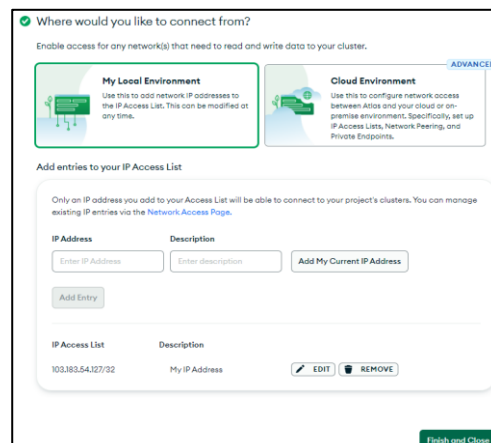 Where would you like to connect from?
Enable access for any network(s) that need to read and write data to your cluster.
ADVANCED
My Local Environment
Use this to add network IP addresses to
the IP Access List. This can be modified at
any time.
Cloud Environment
Use this to configure network access
between Atlas and your cloud or on-
premise environment. Specifically, set up
IP Access Lists, Network Peering, and
Private Endpoints.
Add entries to your IP Access List
Only an IP address you add to your Access List will be able to connect to your project's clusters. You can manage
existing IP entries via the Network Access Page.
IP Address Description
Enter IP Address Enter description Add My Current IP Address
Add Entry
IP Access List Description
103.183.54.127/32 My IP Address EDIT REMOVE
Finish and Close